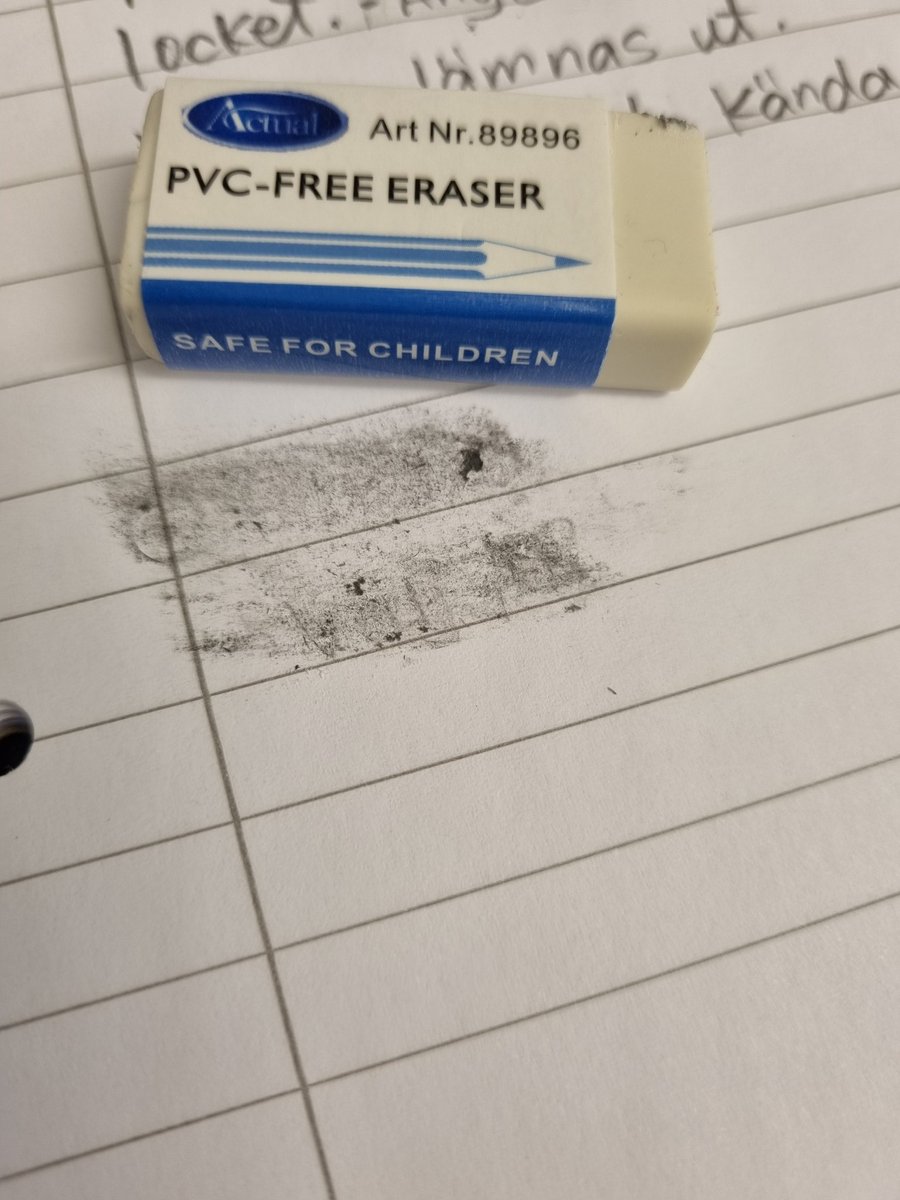 locket.
lämnas ut.
kända
Actual
Art Nr.89896
PVC-FREE ERASER
SAFE FOR CHILDREN